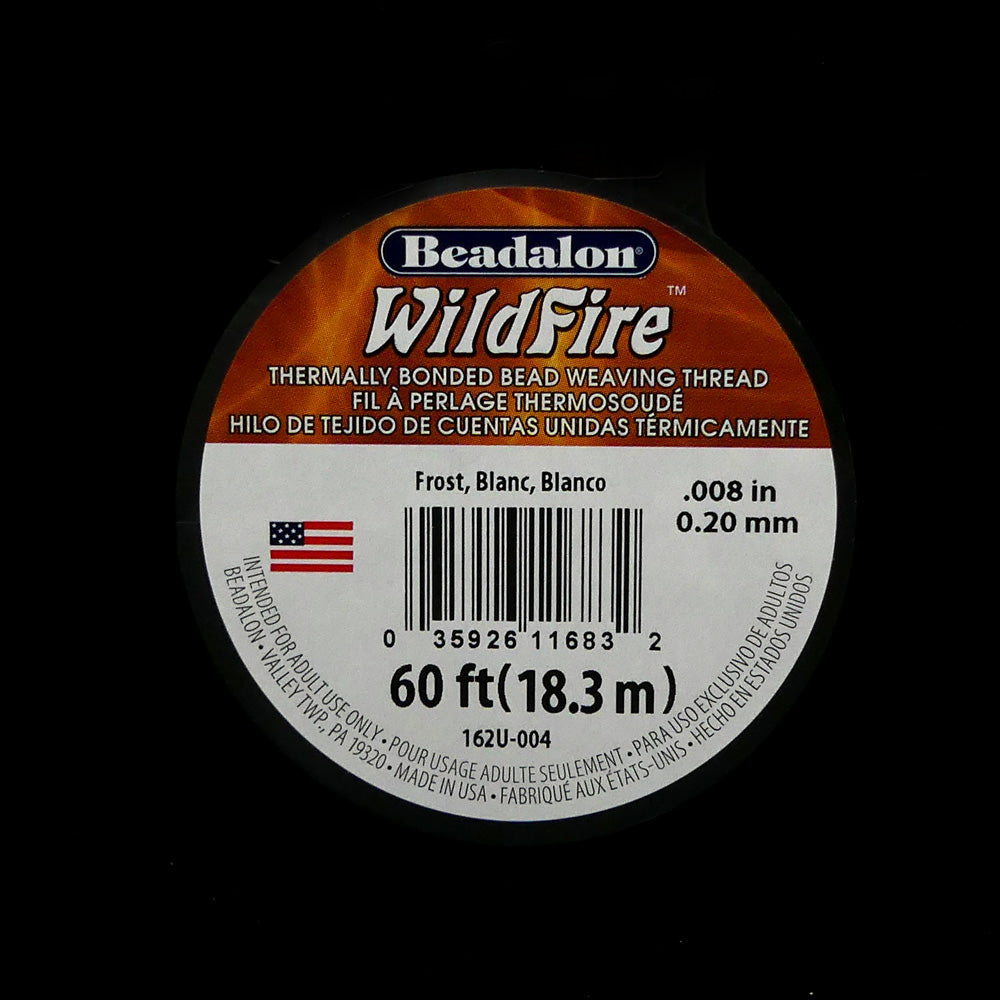 Beadalon®
WildFire™
THERMALLY BONDED BEAD WEAVING THREAD
FIL À PERLAGE THERMOSOUDÉ
HILO DE TEJIDO DE CUENTAS UNIDAS TÉRMICAMENTE
Frost, Blanc, Blanco
.008 in
0.20 mm
0 35926 11683 2
60 ft(18.3 m)
162U-004
INTENDED FOR ADULT USE ONLY • POUR USAGE ADULTE SEULEMENT • PARA USO EXCLUSIVO DE ADULTOS
BEADALON • VALLEY TWP., PA 19320 • MADE IN USA • FABRIQUÉ AUX ÉTATS-UNIS • HECHO EN ESTADOS UNIDOS